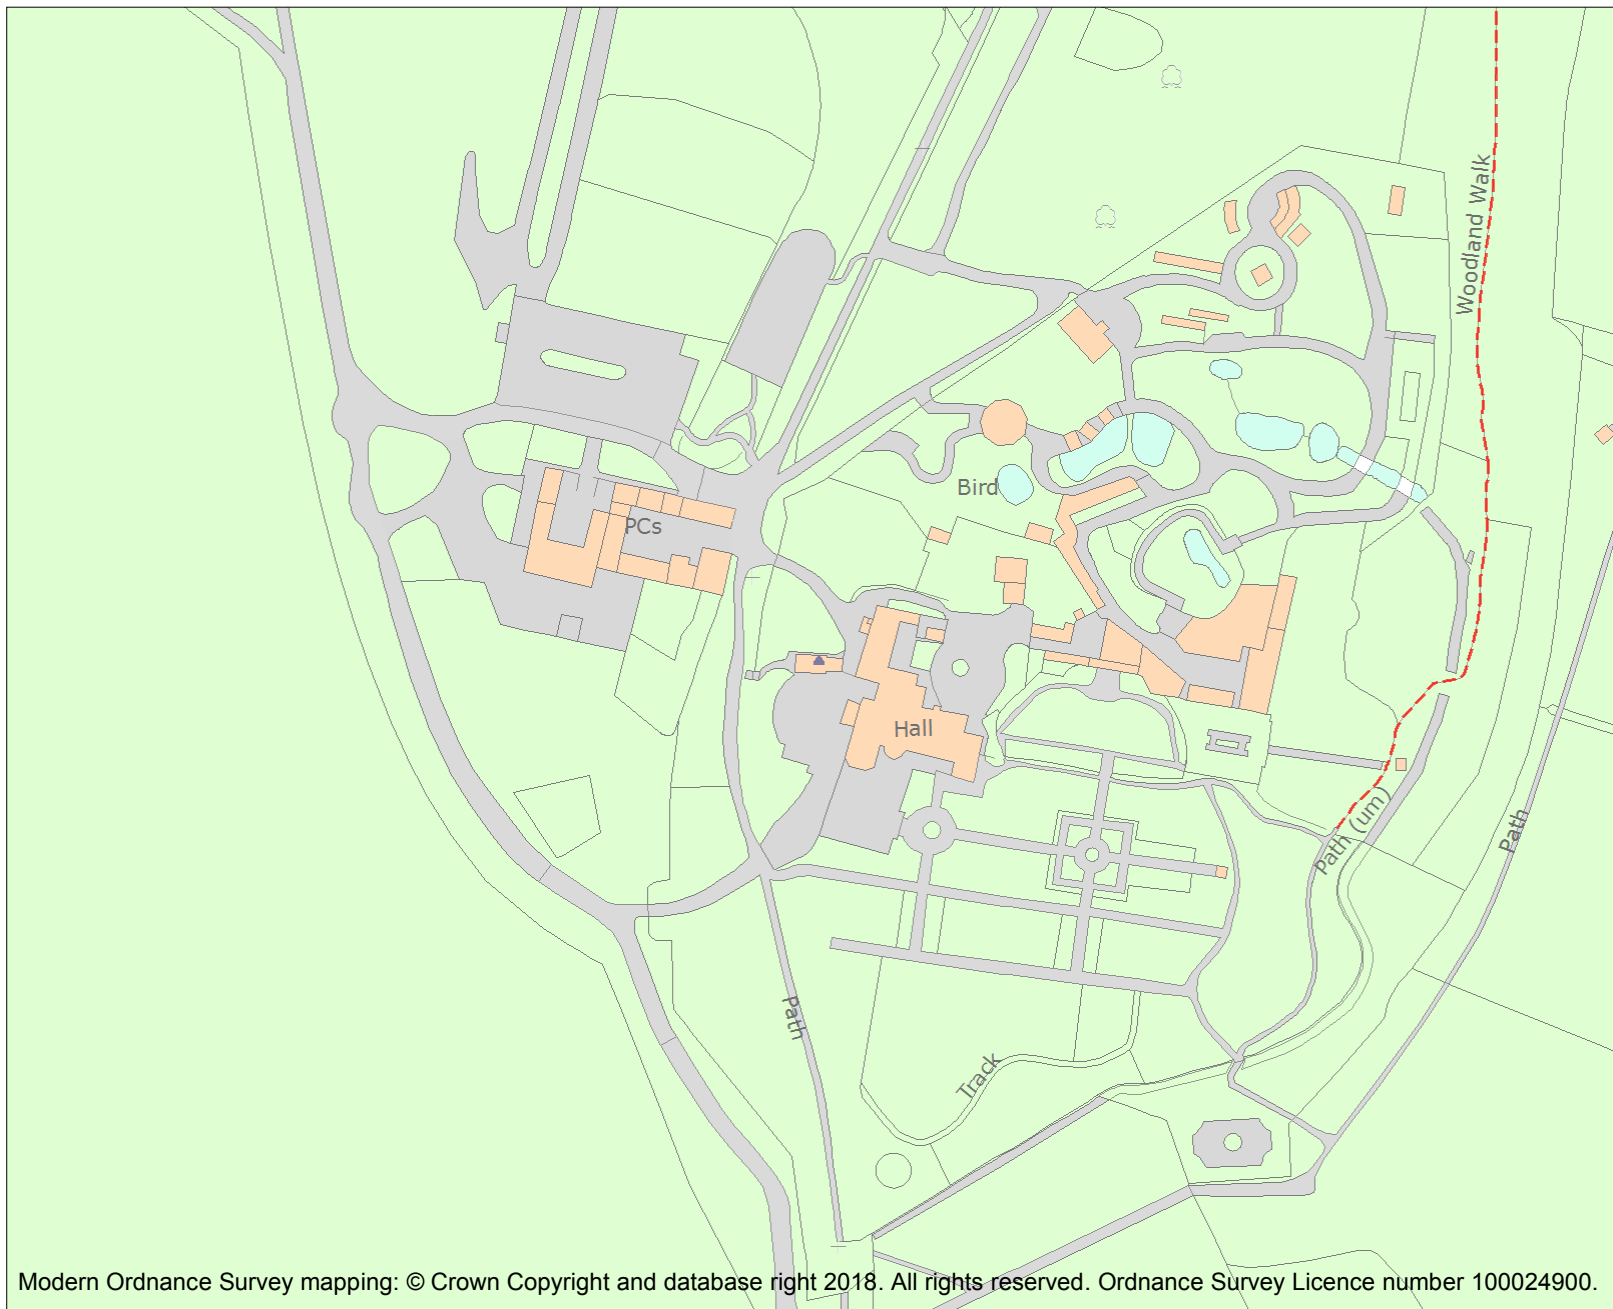 Woodland Walk
Bird
PCs
Hall
Path (um)
Path
Path
Track
Modern Ordnance Survey mapping: © Crown Copyright and database right 2018. All rights reserved. Ordnance Survey Licence number 100024900.